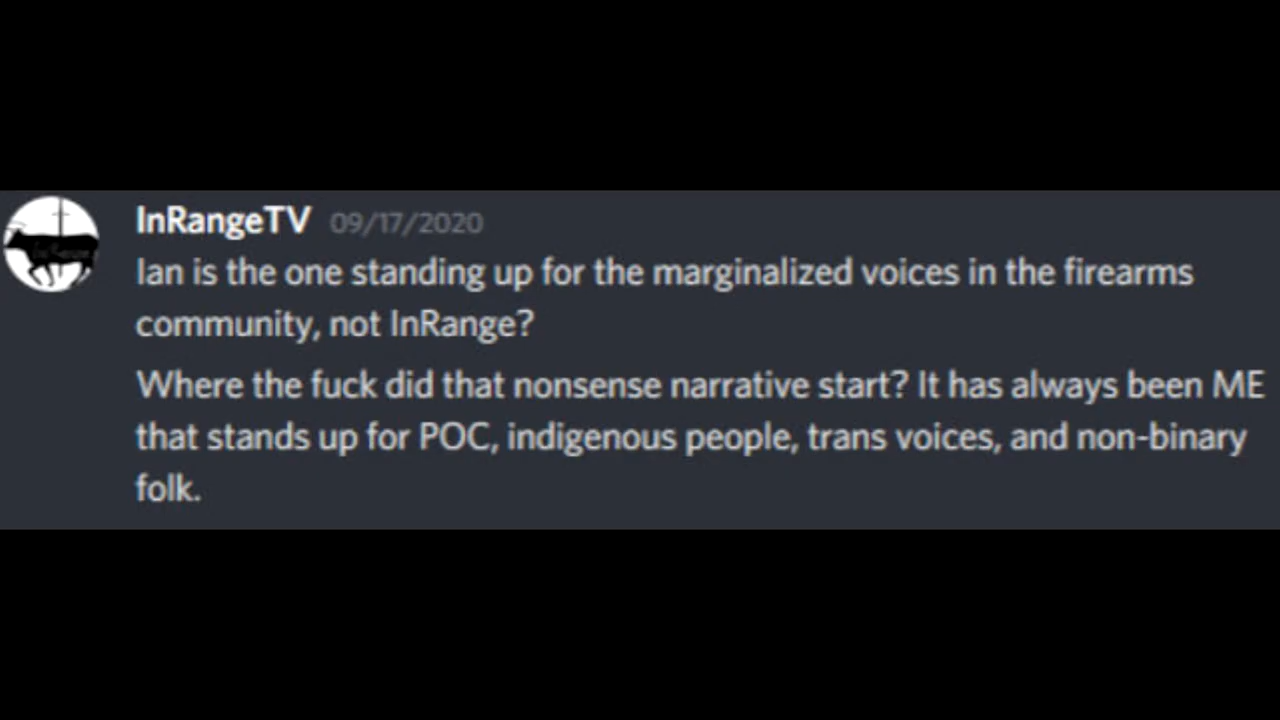 InRangeTV 09/17/2020
Ian is the one standing up for the marginalized voices in the firearms
community, not InRange?
Where the fuck did that nonsense narrative start? It has always been ME
that stands up for POC, indigenous people, trans voices, and non-binary
folk.